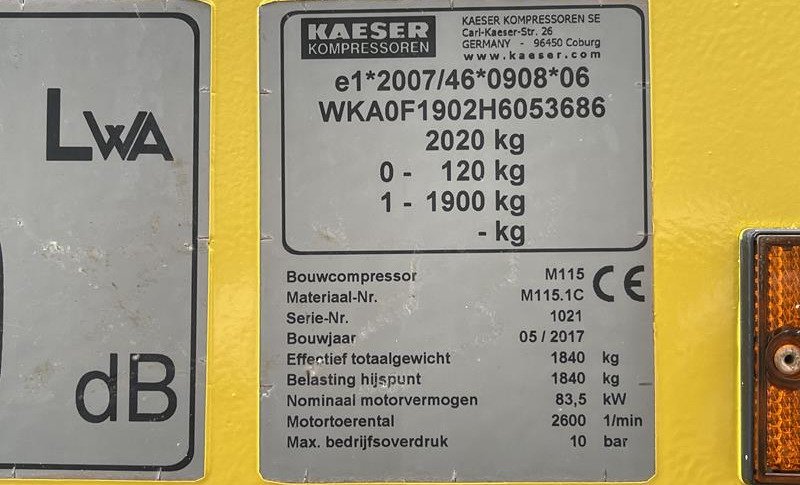 LWA
dB
KAESER
KOMPRESSOREN
KAESER KOMPRESSOREN SE
Carl-Kaeser-Str. 26
GERMANY - 96450 Coburg
www.kaeser.com
e1*2007/46*0908*06
WKA0F1902H6053686
2020 kg
0 - 120 kg
1 - 1900 kg
- kg
Bouwcompressor M115
Materiaal-Nr. M115.1C
CE
Serie-Nr. 1021
Bouwjaar 05 / 2017
Effectief totaalgewicht 1840 kg
Belasting hijspunt 1840 kg
Nominaal motorvermogen 83,5 kW
Motortoerental 2600 1/min
Max. bedrijfsoverdruk 10 bar